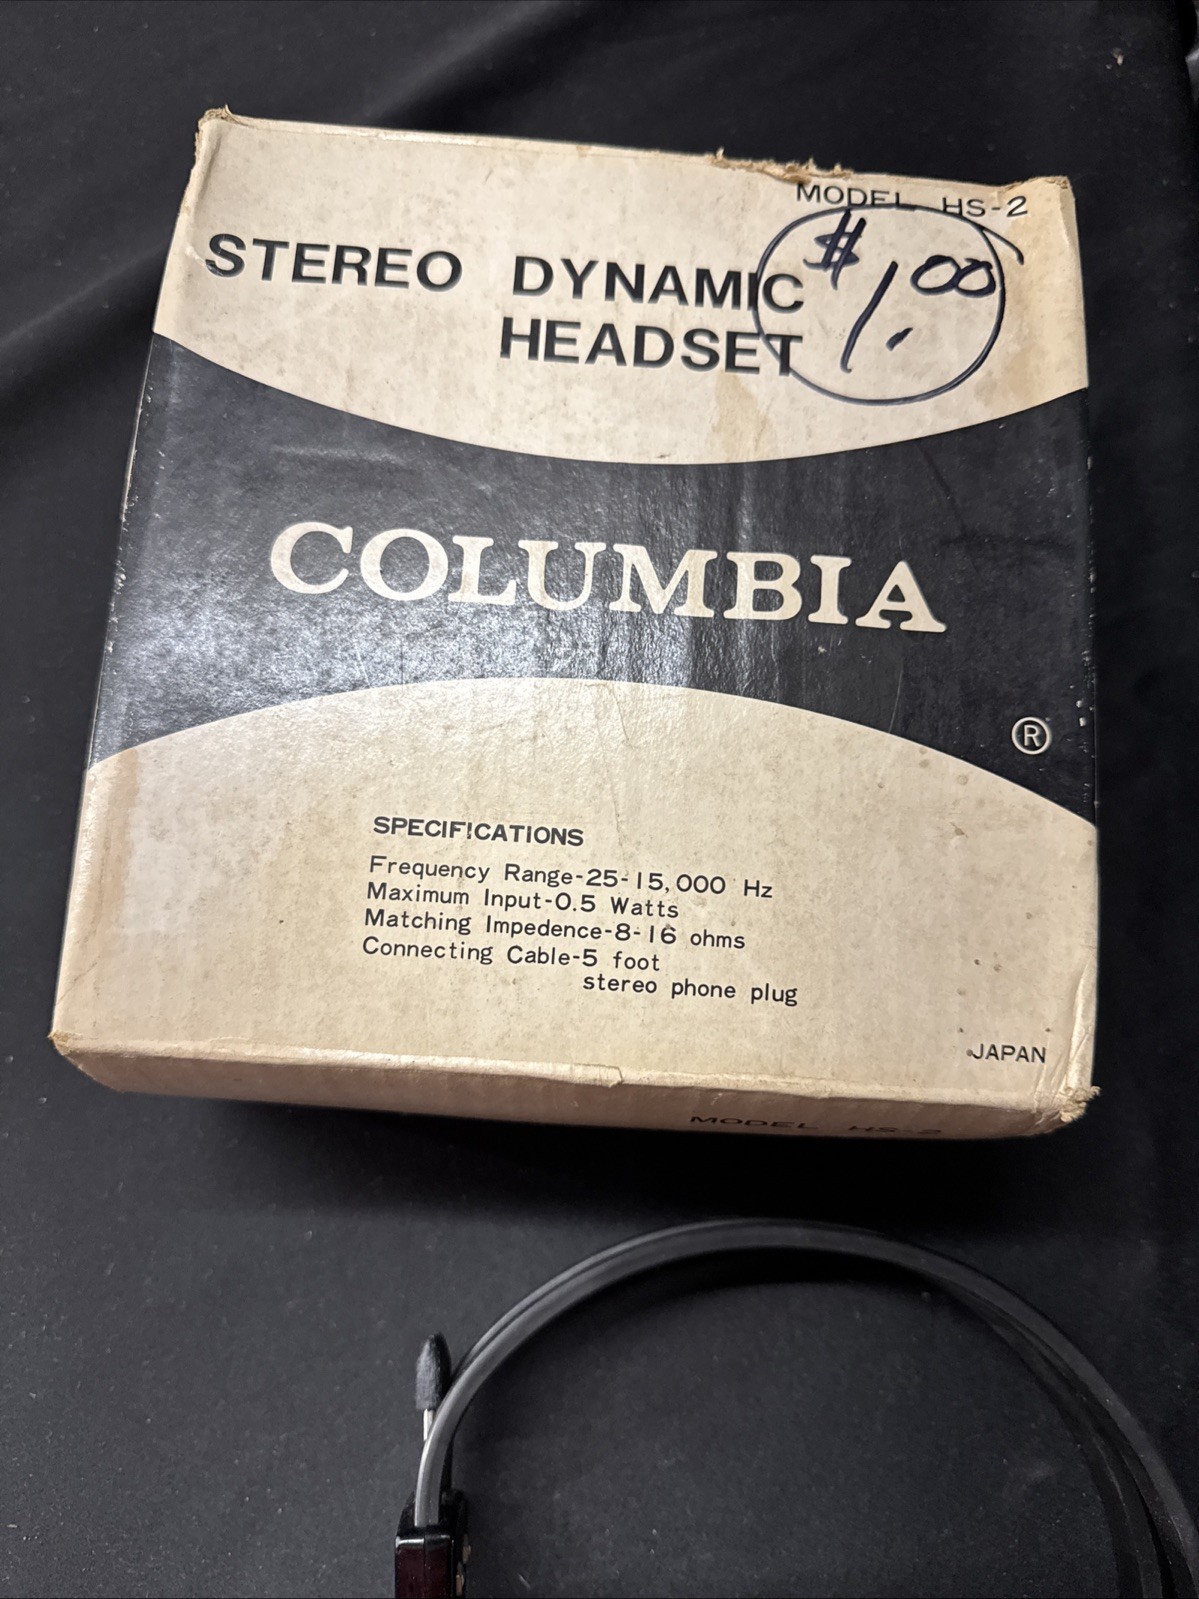 MODEL HS-2
$1.00
STEREO DYNAMIC
HEADSET
COLUMBIA
®
SPECIFICATIONS
Frequency Range-25-15,000 Hz
Maximum Input-0.5 Watts
Matching Impedence-8-16 ohms
Connecting Cable-5 foot
stereo phone plug
JAPAN
MODEL HS-2